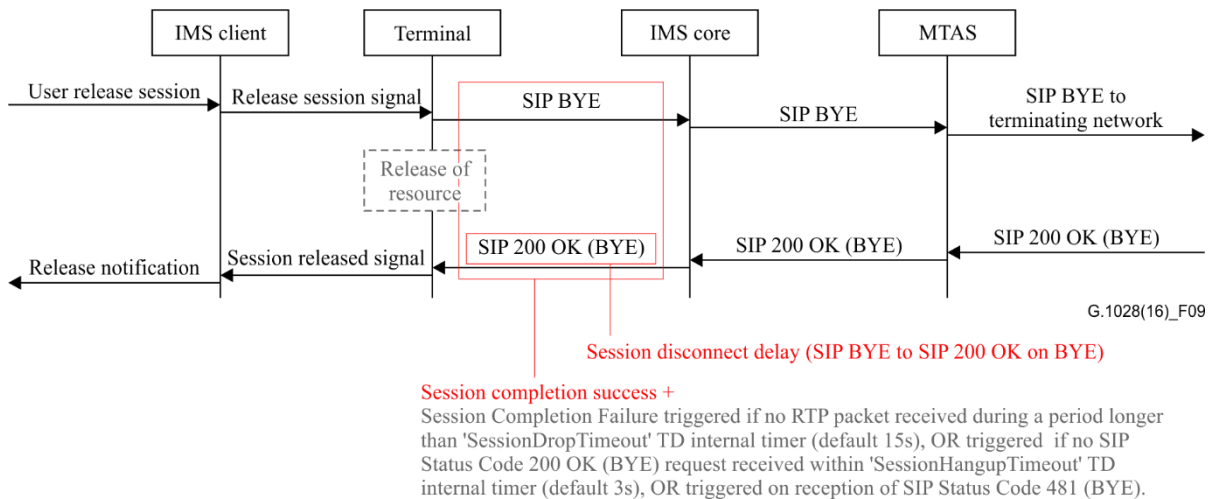 IMS client
Terminal
IMS core
MTAS
User release session
Release session signal
SIP BYE
SIP BYE
SIP BYE to
terminating network
Release of
resource
Release notification
Session released signal
SIP 200 OK (BYE)
SIP 200 OK (BYE)
SIP 200 OK (BYE)
G.1028(16)_F09
Session disconnect delay (SIP BYE to SIP 200 OK on BYE)
Session completion success +
Session Completion Failure triggered if no RTP packet received during a period longer
than 'SessionDropTimeout' TD internal timer (default 15s), OR triggered if no SIP
Status Code 200 OK (BYE) request received within 'SessionHangupTimeout' TD
internal timer (default 3s), OR triggered on reception of SIP Status Code 481 (BYE).